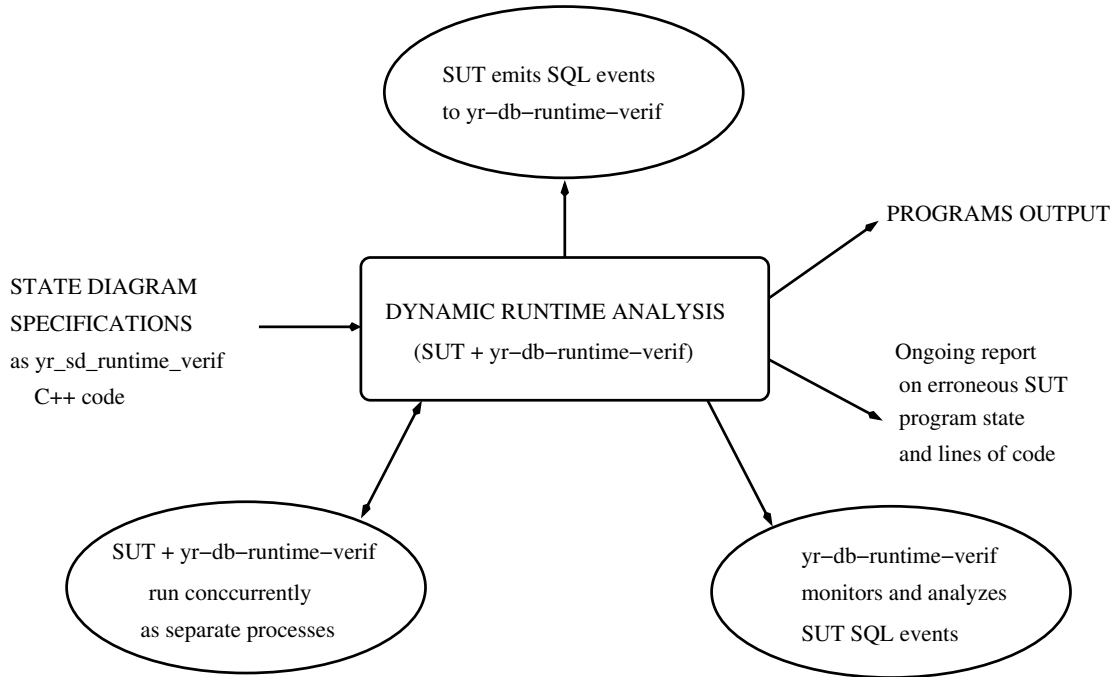 SUT emits SQL events
to yr−db−runtime−verif
PROGRAMS OUTPUT
STATE DIAGRAM
SPECIFICATIONS
as yr_sd_runtime_verif
C++ code
DYNAMIC RUNTIME ANALYSIS
(SUT + yr−db−runtime−verif)
Ongoing report
on erroneous SUT
program state
and lines of code
SUT + yr−db−runtime−verif
run conccurrently
as separate processes
yr−db−runtime−verif
monitors and analyzes
SUT SQL events